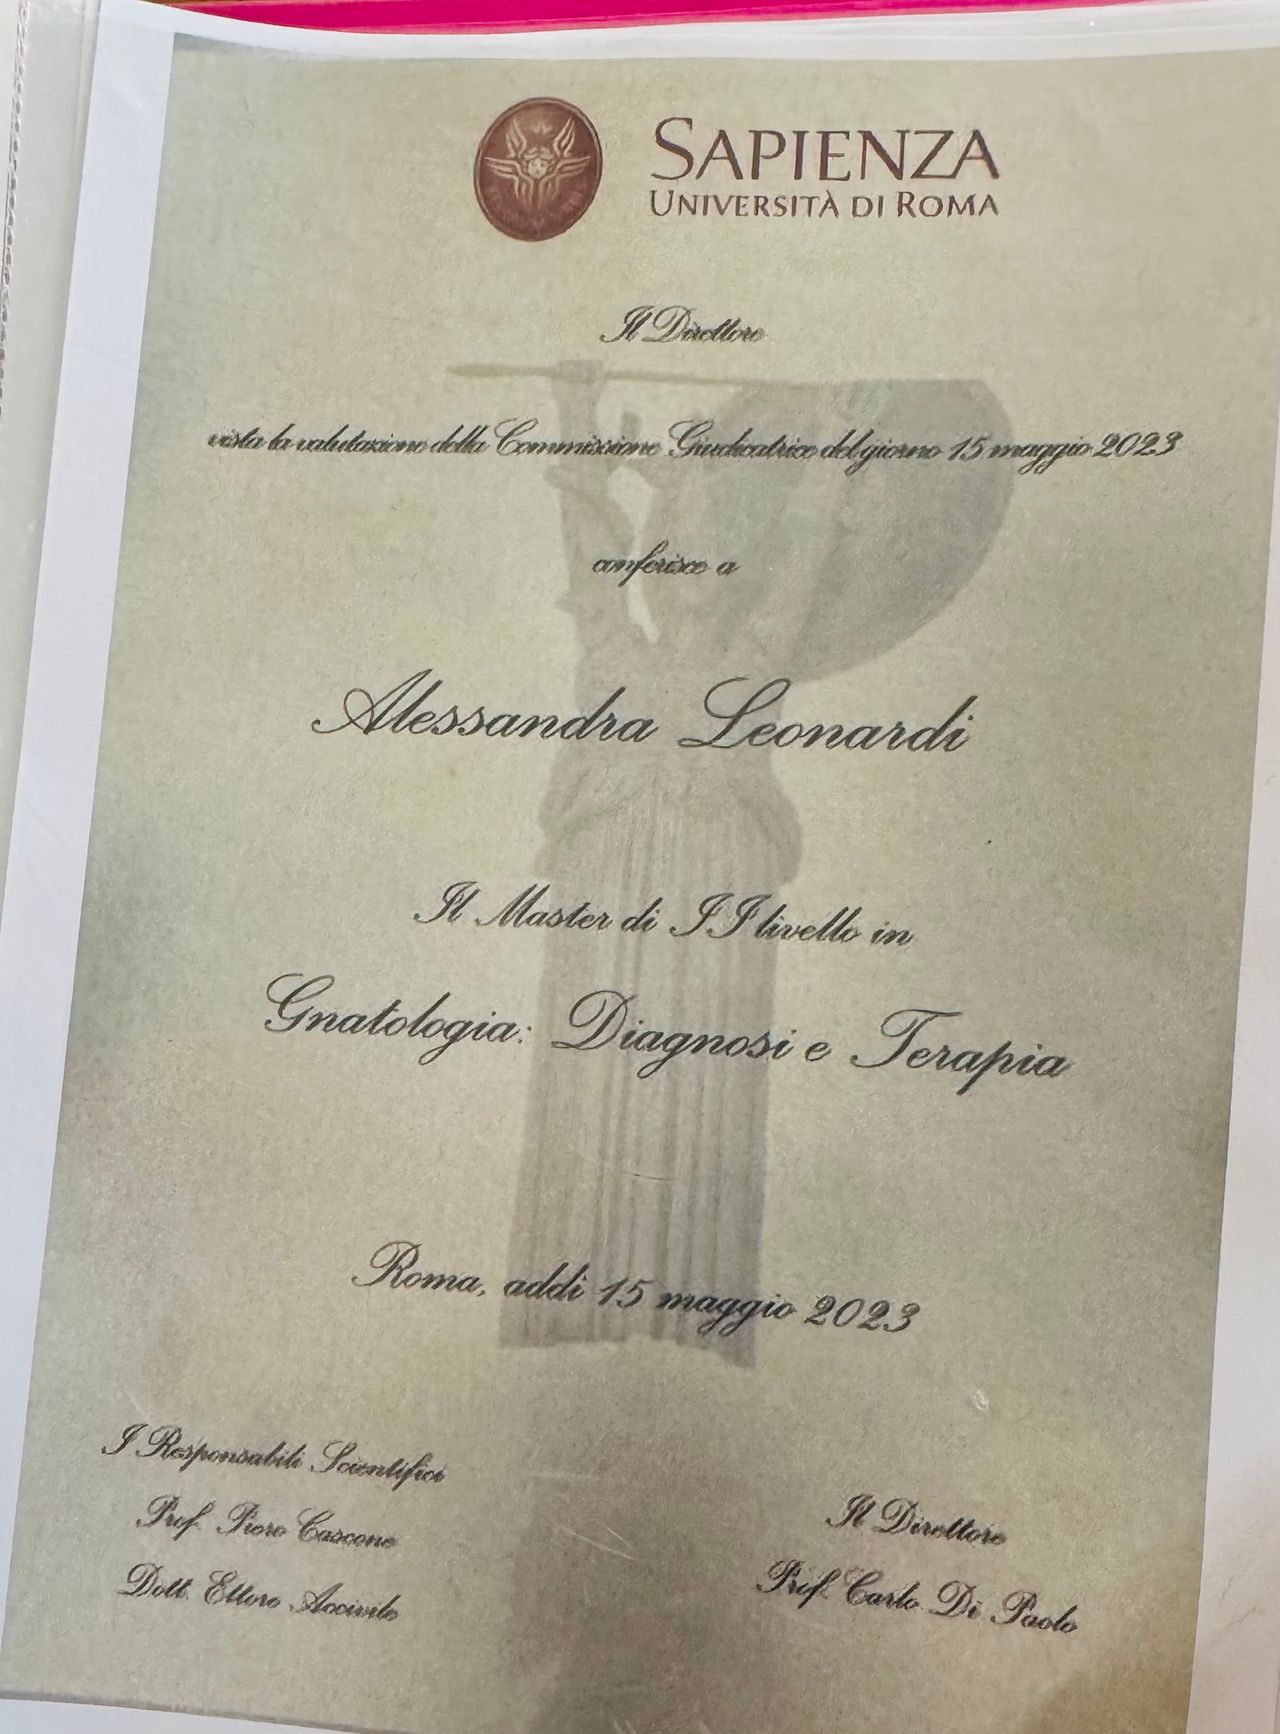 SAPIENZA
UNIVERSITÀ DI ROMA
Il Direttore
vista la valutazione della Commissione Giudicatrice del giorno 15 maggio 2023
conferisce a
Alessandra Leonardi
Il Master di II livello in
Gnatologia: Diagnosi e Terapia
Roma, addì 15 maggio 2023
I Responsabili Scientifici
Prof. Piero Cascone
Dott. Ettore Accivile
Il Direttore
Prof. Carlo Di Paolo